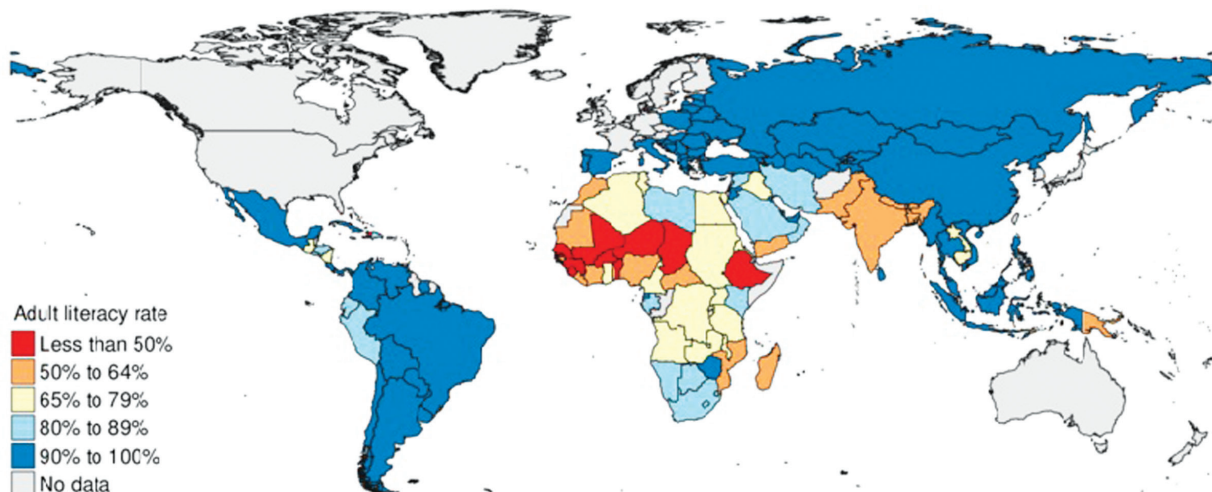 Adult literacy rate
Less than 50%
50% to 64%
65% to 79%
80% to 89%
90% to 100%
No data